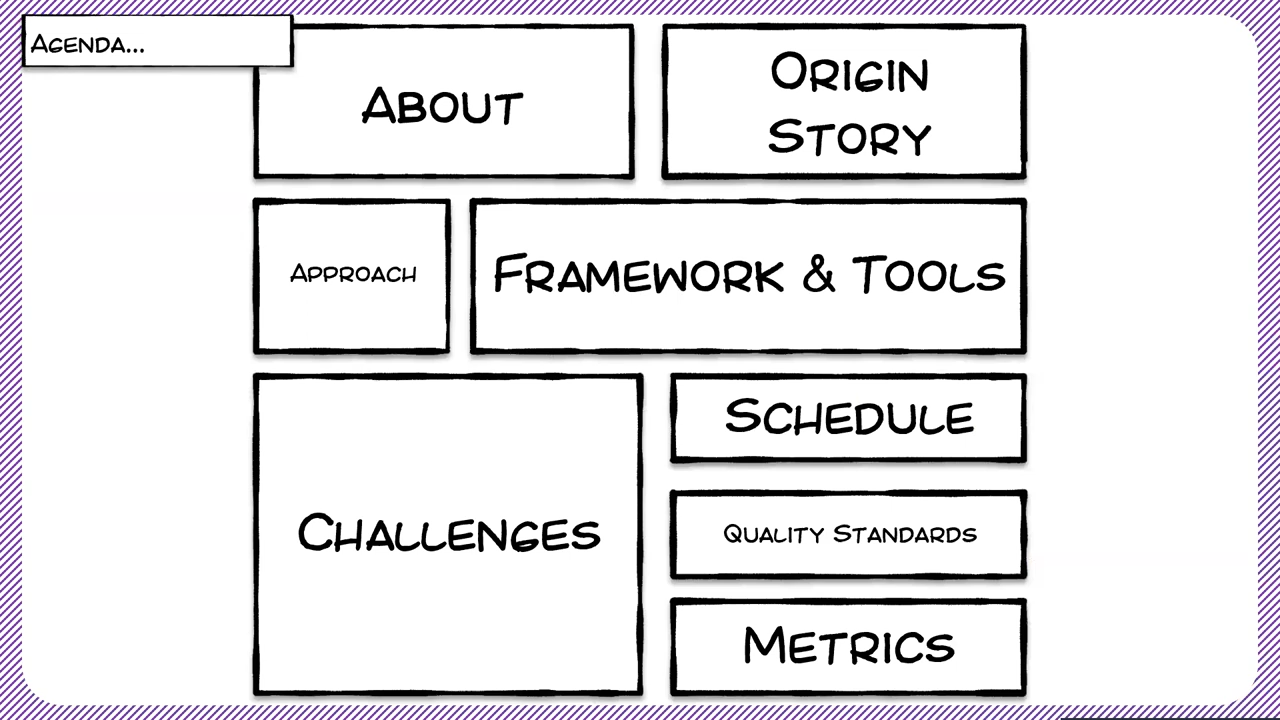 Agenda...
About
Origin
Story
Approach
Framework & Tools
Challenges
Schedule
Quality Standards
Metrics